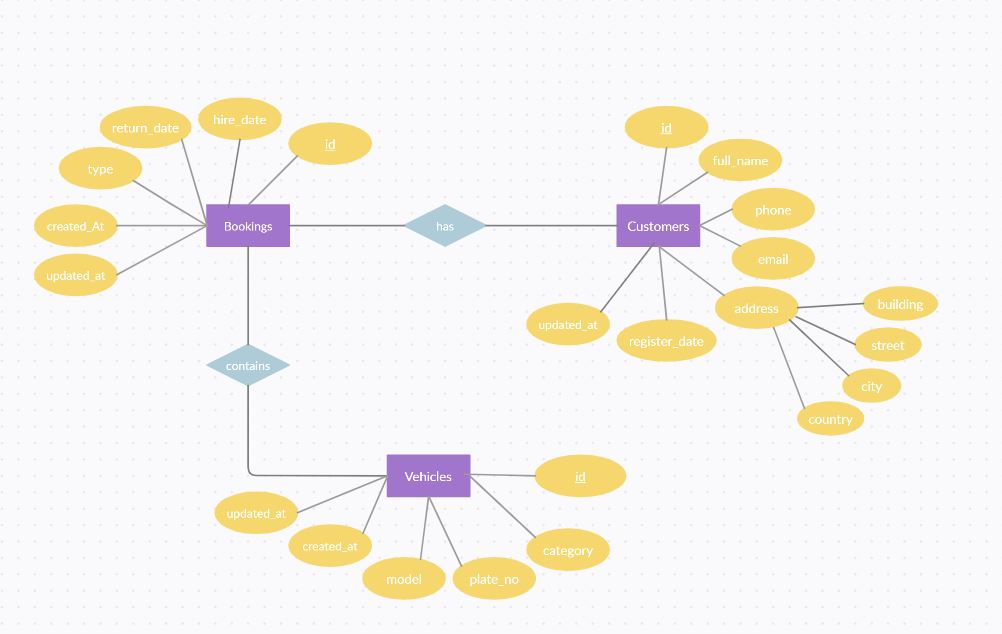 hire_date
return_date
id
type
created_At
updated_at
Bookings
has
id
full_name
phone
Customers
email
address
building
street
city
country
updated_at
register_date
contains
Vehicles
id
updated_at
created_at
model
plate_no
category